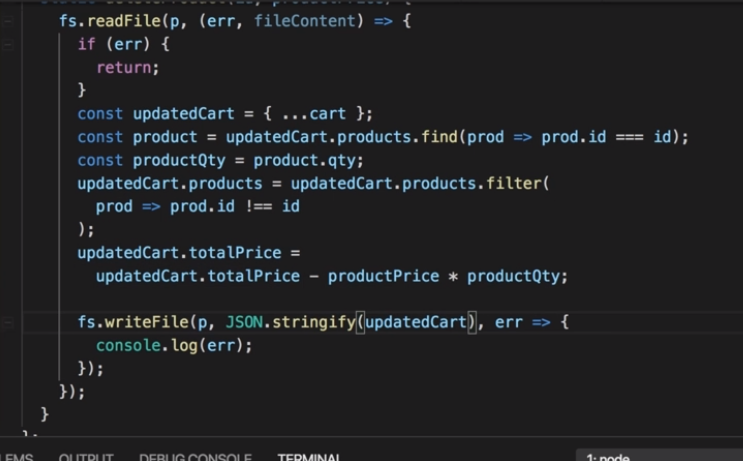 fs.readFile(p, (err, fileContent) => {
if (err) {
return;
}
const updatedCart = { ...cart };
const product = updatedCart.products.find(prod => prod.id === id);
const productQty = product.qty;
updatedCart.products = updatedCart.products.filter(
prod => prod.id !== id
);
updatedCart.totalPrice =
updatedCart.totalPrice - productPrice * productQty;
fs.writeFile(p, JSON.stringify(updatedCart), err => {
console.log(err);
});
});
}
OUTPUT DEBUG CONSOLE TERMINAL 1: node